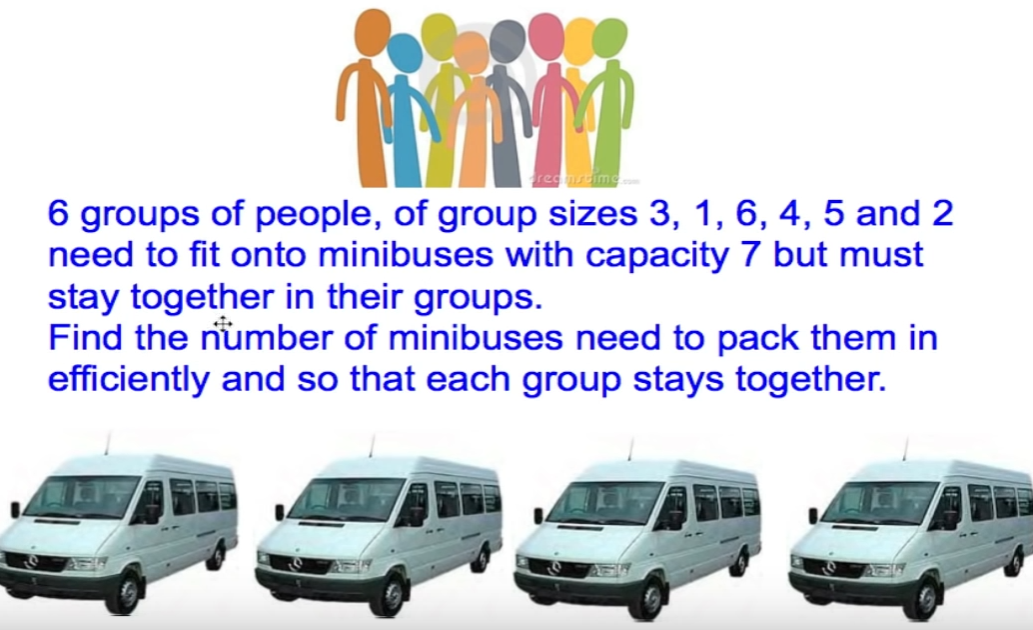 dreamstime.com
6 groups of people, of group sizes 3, 1, 6, 4, 5 and 2
need to fit onto minibuses with capacity 7 but must
stay together in their groups.
Find the number of minibuses need to pack them in
efficiently and so that each group stays together.